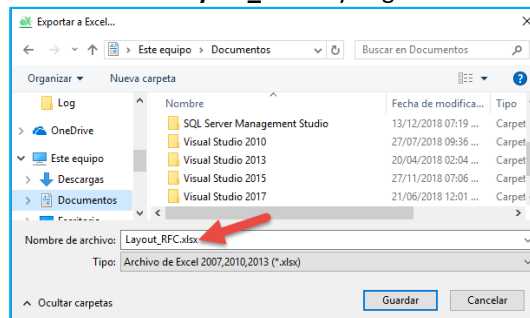 Exportar a Excel...
Este equipo > Documentos
Buscar en Documentos
Organizar
Nueva carpeta
Log
OneDrive
Este equipo
Descargas
Documentos
Nombre
Fecha de modifica...
Tipo
SQL Server Management Studio
13/12/2018 07:19 ...
Carpet
Visual Studio 2010
27/07/2018 09:36 ...
Carpet
Visual Studio 2013
20/04/2018 02:04 ...
Carpet
Visual Studio 2015
27/11/2018 07:06 ...
Carpet
Visual Studio 2017
21/06/2018 12:01 ...
Carpet
Nombre de archivo: Layout_RFC.xlsx
Tipo: Archivo de Excel 2007,2010,2013 (*.xlsx)
Ocultar carpetas
Guardar
Cancelar